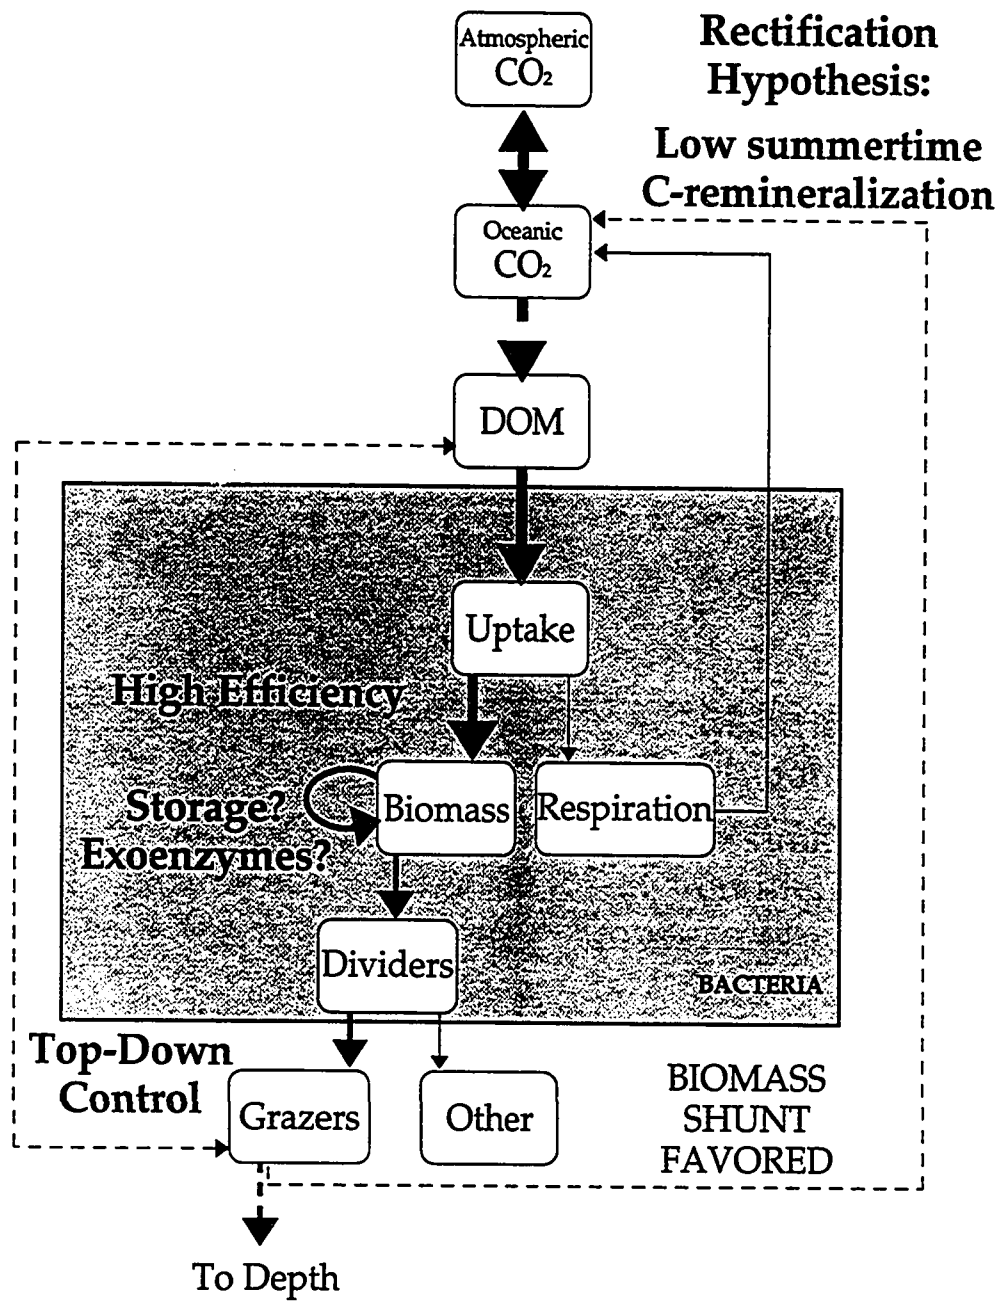 Atmospheric
CO₂
Rectification
Hypothesis:
Low summertime
C-remineralization
Oceanic
CO₂
DOM
Uptake
High Efficiency
Biomass
Respiration
Storage?
Exoenzymes?
Dividers
BACTERIA
Top-Down
Control
Grazers
Other
BIOMASS
SHUNT
FAVORED
To Depth